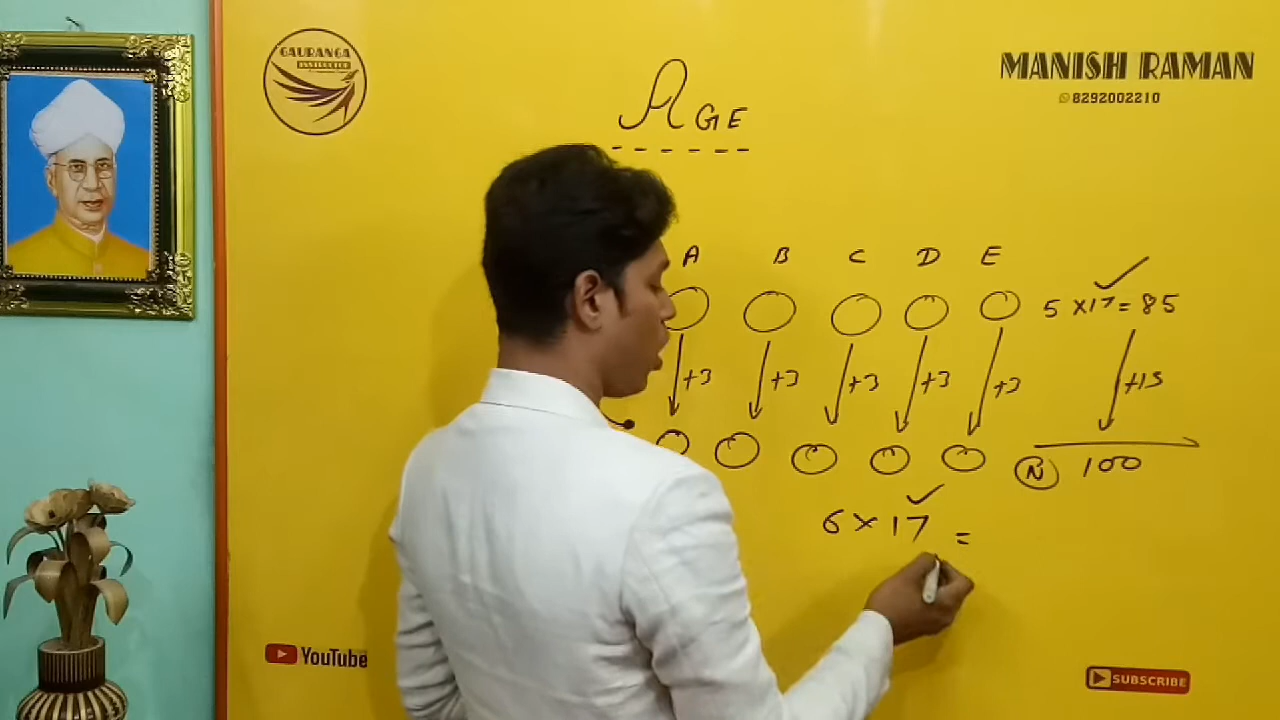 GAURANGA
INSTRUCTOR
MANISH RAMAN
8292002210
AGE
A B C D E
5 × 17 = 85
+3 +3 +3 +3 +3 +15
N 100
6 × 17 =
YouTube
SUBSCRIBE